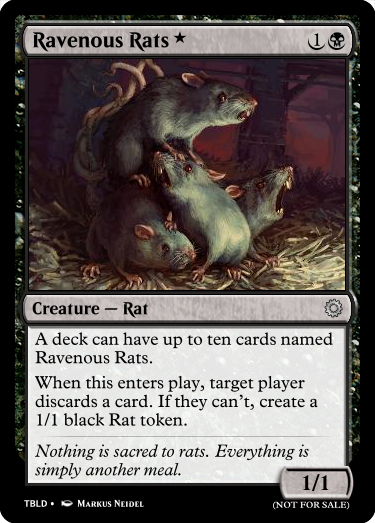 Ravenous Rats ★ 1
Creature — Rat
A deck can have up to ten cards named
Ravenous Rats.
When this enters play, target player
discards a card. If they can't, create a
1/1 black Rat token.
Nothing is sacred to rats. Everything is
simply another meal.
1/1
TBLD • Markus Neidel
(NOT FOR SALE)